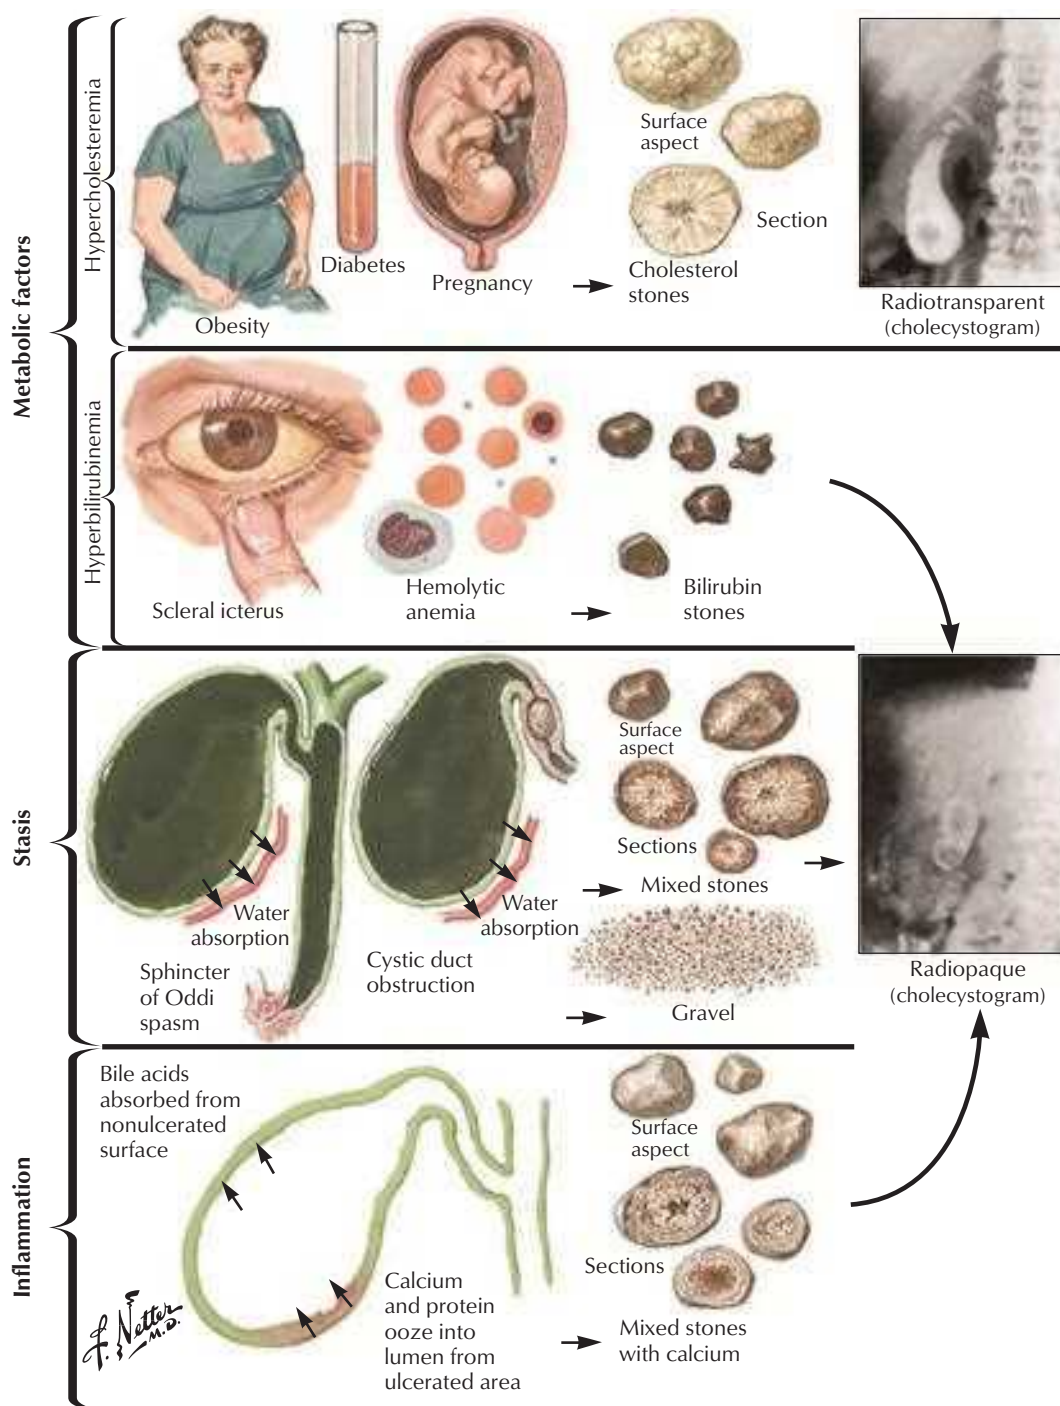 Metabolic factors
Hypercholesteremia
Obesity
Diabetes
Pregnancy
Surface
aspect
Section
Cholesterol
stones
Radiotransparent
(cholecystogram)
Hyperbilirubinemia
Scleral icterus
Hemolytic
anemia
Bilirubin
stones
Stasis
Water
absorption
Sphincter
of Oddi
spasm
Water
absorption
Cystic duct
obstruction
Surface
aspect
Sections
Mixed stones
Gravel
Radiopaque
(cholecystogram)
Inflammation
Bile acids
absorbed from
nonulcerated
surface
Calcium
and protein
ooze into
lumen from
ulcerated area
Surface
aspect
Sections
Mixed stones
with calcium
F. Netter
M.D.